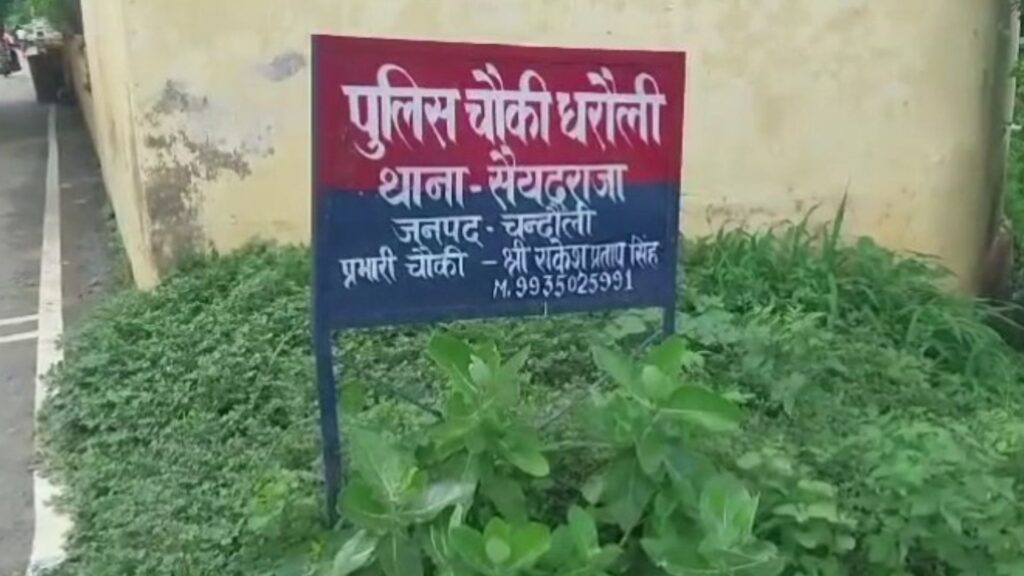 पुलिस चौकी धरौली
थाना - सैयदराजा
जनपद - चन्दौली
प्रभारी चौकी - श्री राकेश प्रताप सिंह
M. 9935025991